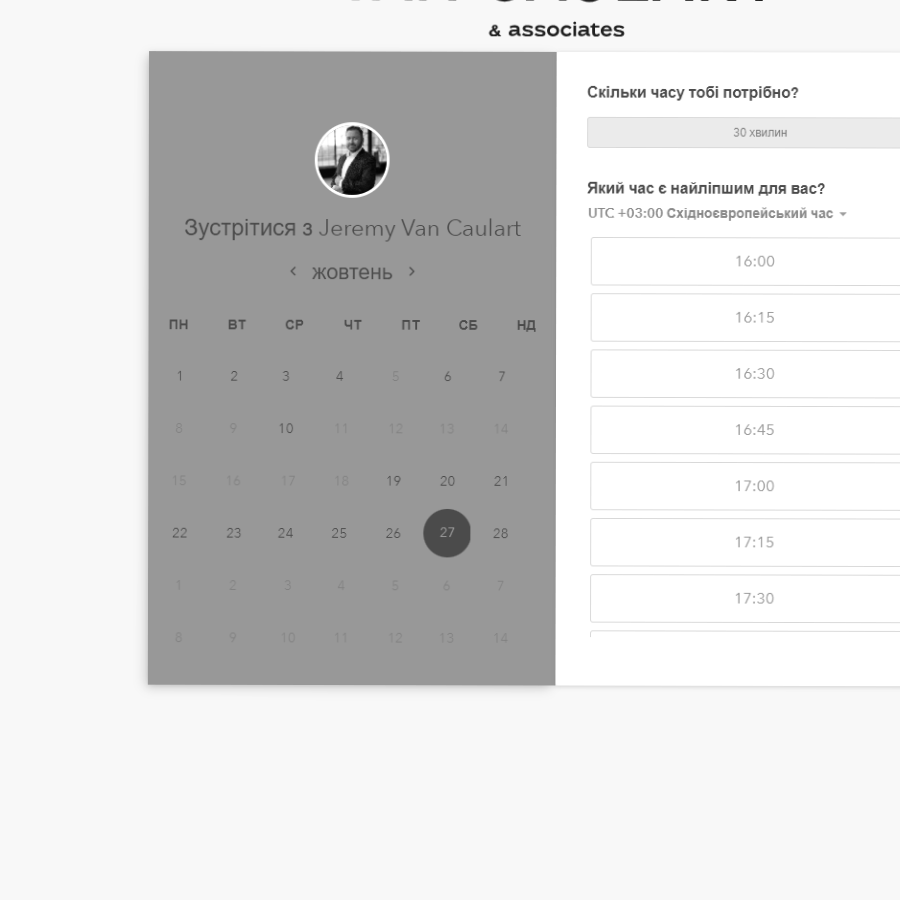 & associates
Зустрітися з Jeremy Van Caulart
‹ жовтень ›
ПН ВТ СР ЧТ ПТ СБ НД
1 2 3 4 5 6 7
8 9 10 11 12 13 14
15 16 17 18 19 20 21
22 23 24 25 26 27 28
1 2 3 4 5 6 7
8 9 10 11 12 13 14
Скільки часу тобі потрібно?
30 хвилин
Який час є найліпшим для вас?
UTC +03:00 Східноєвропейський час
16:00
16:15
16:30
16:45
17:00
17:15
17:30